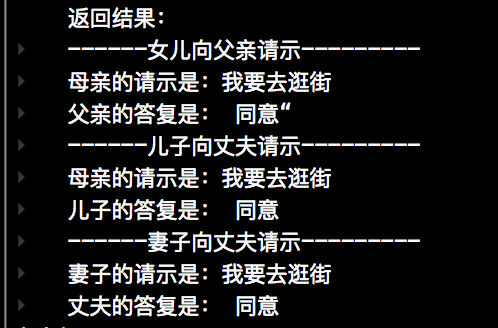 返回结果:
------女儿向父亲请示---------
母亲的请示是: 我要去逛街
父亲的答复是:  同意“
------儿子向丈夫请示---------
母亲的请示是: 我要去逛街
儿子的答复是:  同意
------妻子向丈夫请示---------
妻子的请示是: 我要去逛街
丈夫的答复是:  同意